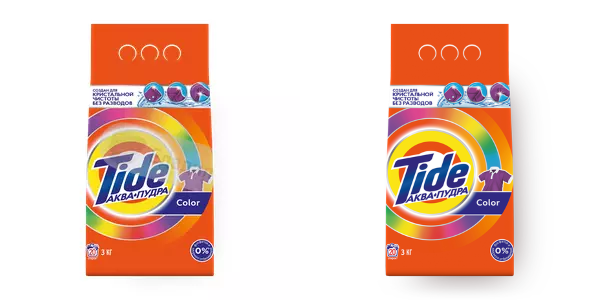 СОЗДАН ДЛЯ
КРИСТАЛЬНОЙ
ЧИСТОТЫ
БЕЗ РАЗВОДОВ
Tide
АКВА•ПУДРА
Color
3 КГ
0%
СОЗДАН ДЛЯ
КРИСТАЛЬНОЙ
ЧИСТОТЫ
БЕЗ РАЗВОДОВ
Tide
АКВА•ПУДРА
Color
3 КГ
0%